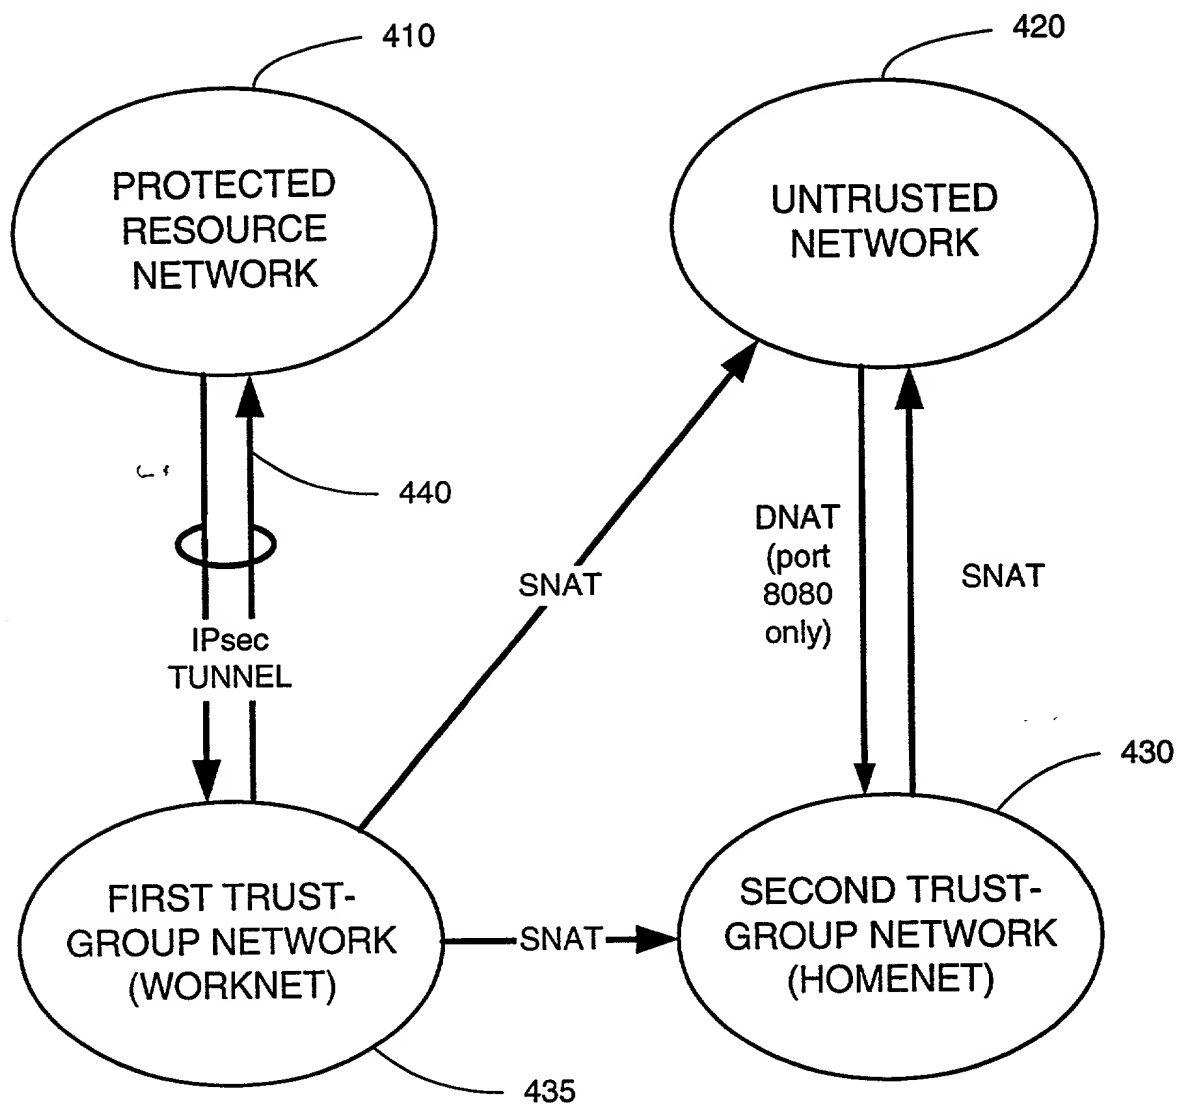 410
420
PROTECTED
RESOURCE
NETWORK
UNTRUSTED
NETWORK
440
DNAT
(port
8080
only)
SNAT
SNAT
IPsec
TUNNEL
430
FIRST TRUST-
GROUP NETWORK
(WORKNET)
SNAT
SECOND TRUST-
GROUP NETWORK
(HOMENET)
435